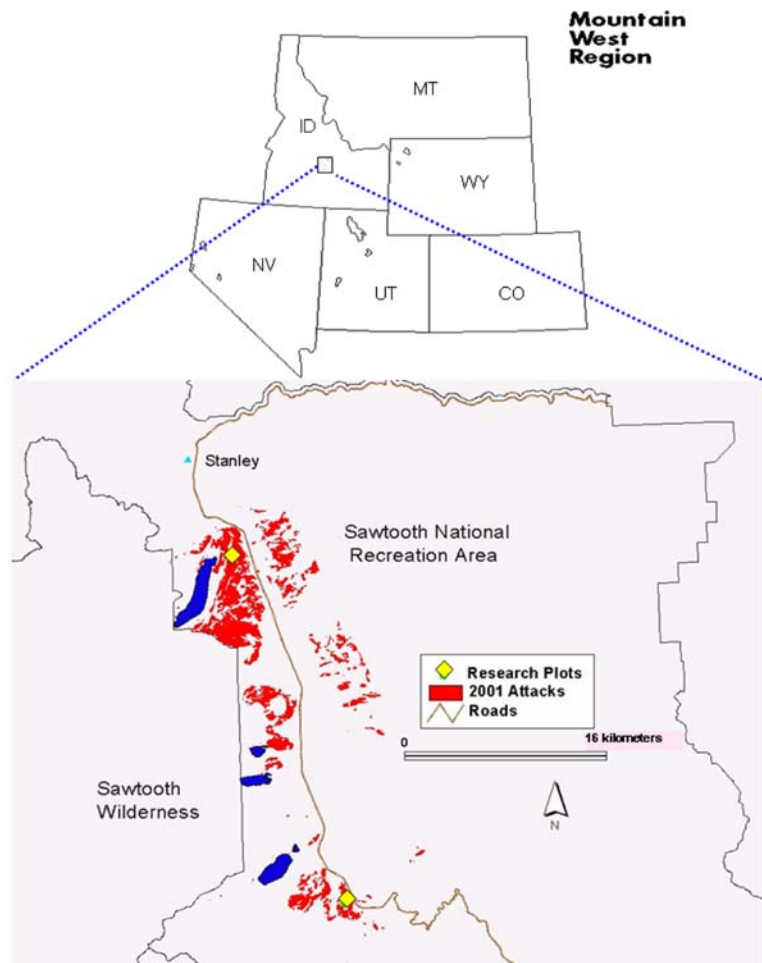 Mountain
West
Region
MT
ID
WY
NV
UT
CO
Stanley
Sawtooth National
Recreation Area
Research Plots
2001 Attacks
Roads
0
16 kilometers
Sawtooth
Wilderness
N